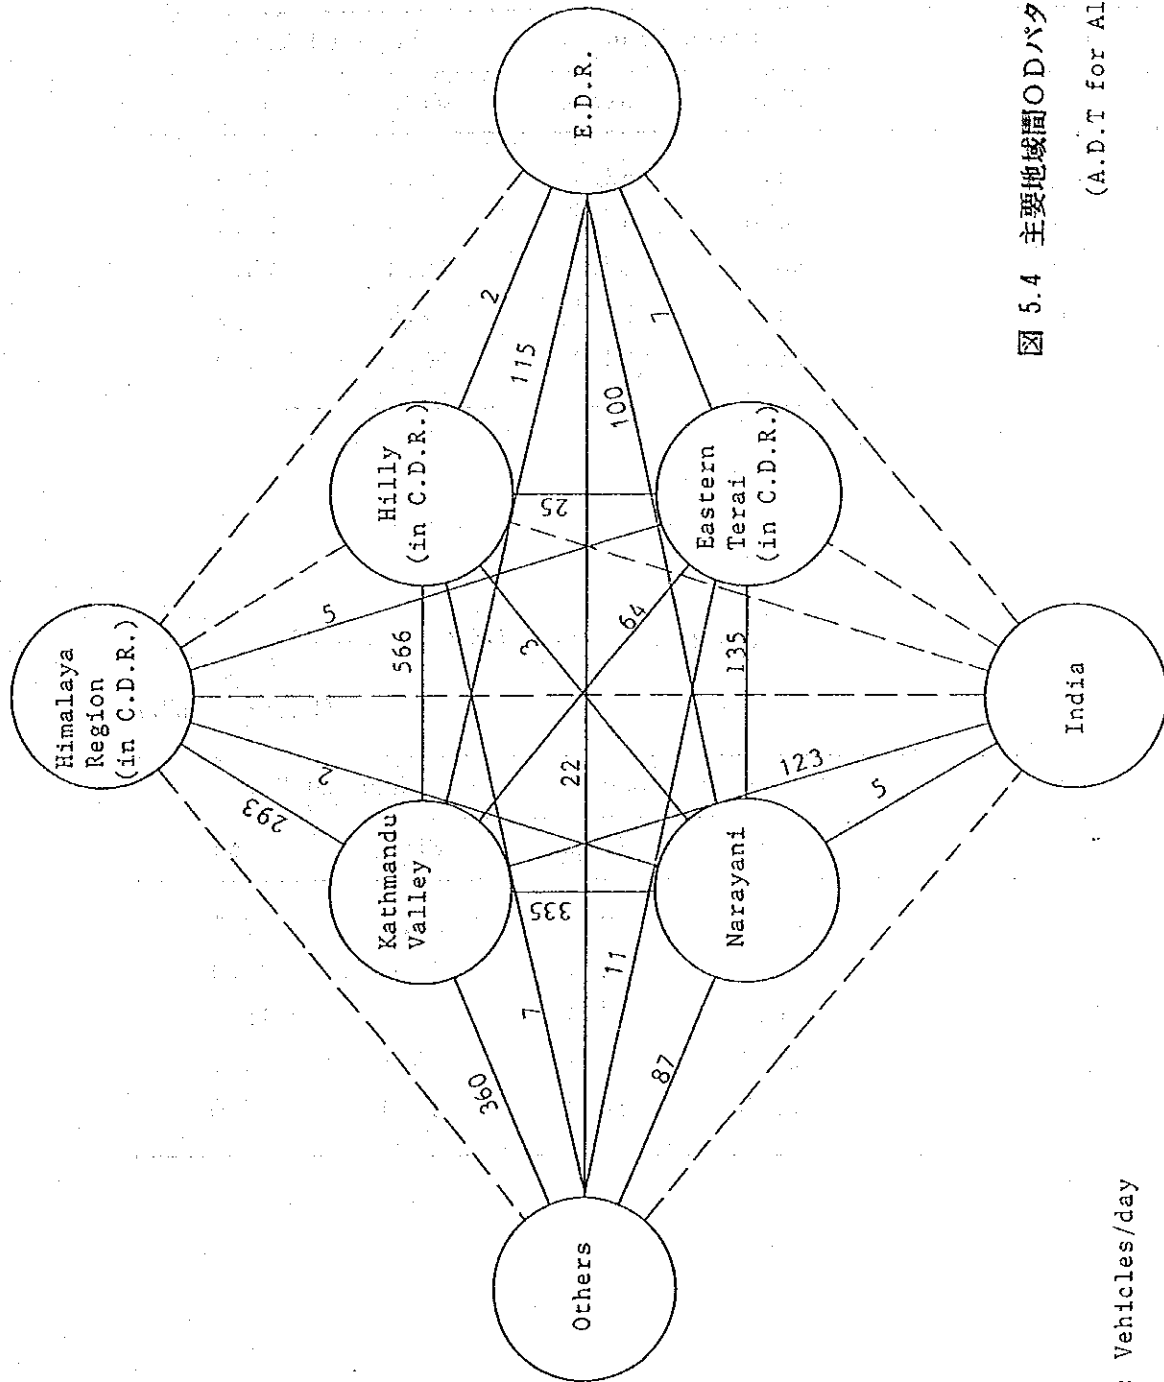 Himalaya
Region
(in C.D.R.)
293
2
5
Kathmandu
Valley
566
Hilly
(in C.D.R.)
2
115
360
7
335
3
25
64
22
Others
E.D.R.
11
100
7
87
Narayani
135
Eastern
Terai
(in C.D.R.)
123
5
India
: Vehicles/day
図 5.4 主要地域間ODパタ
(A.D.T for Al